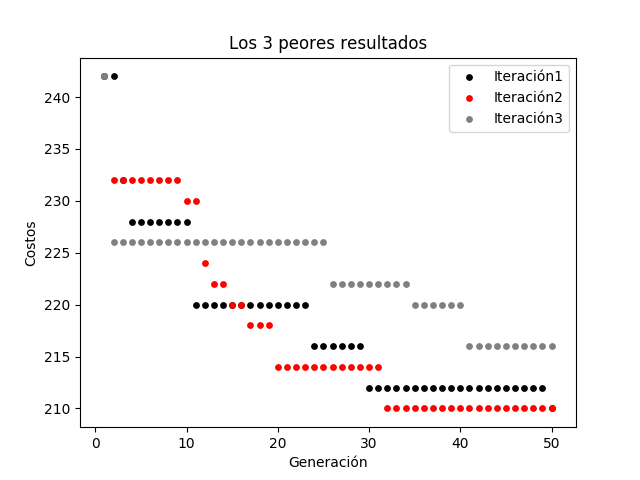 Los 3 peores resultados
Iteración1
Iteración2
Iteración3
Costos
240
235
230
225
220
215
210
0 10 20 30 40 50
Generación